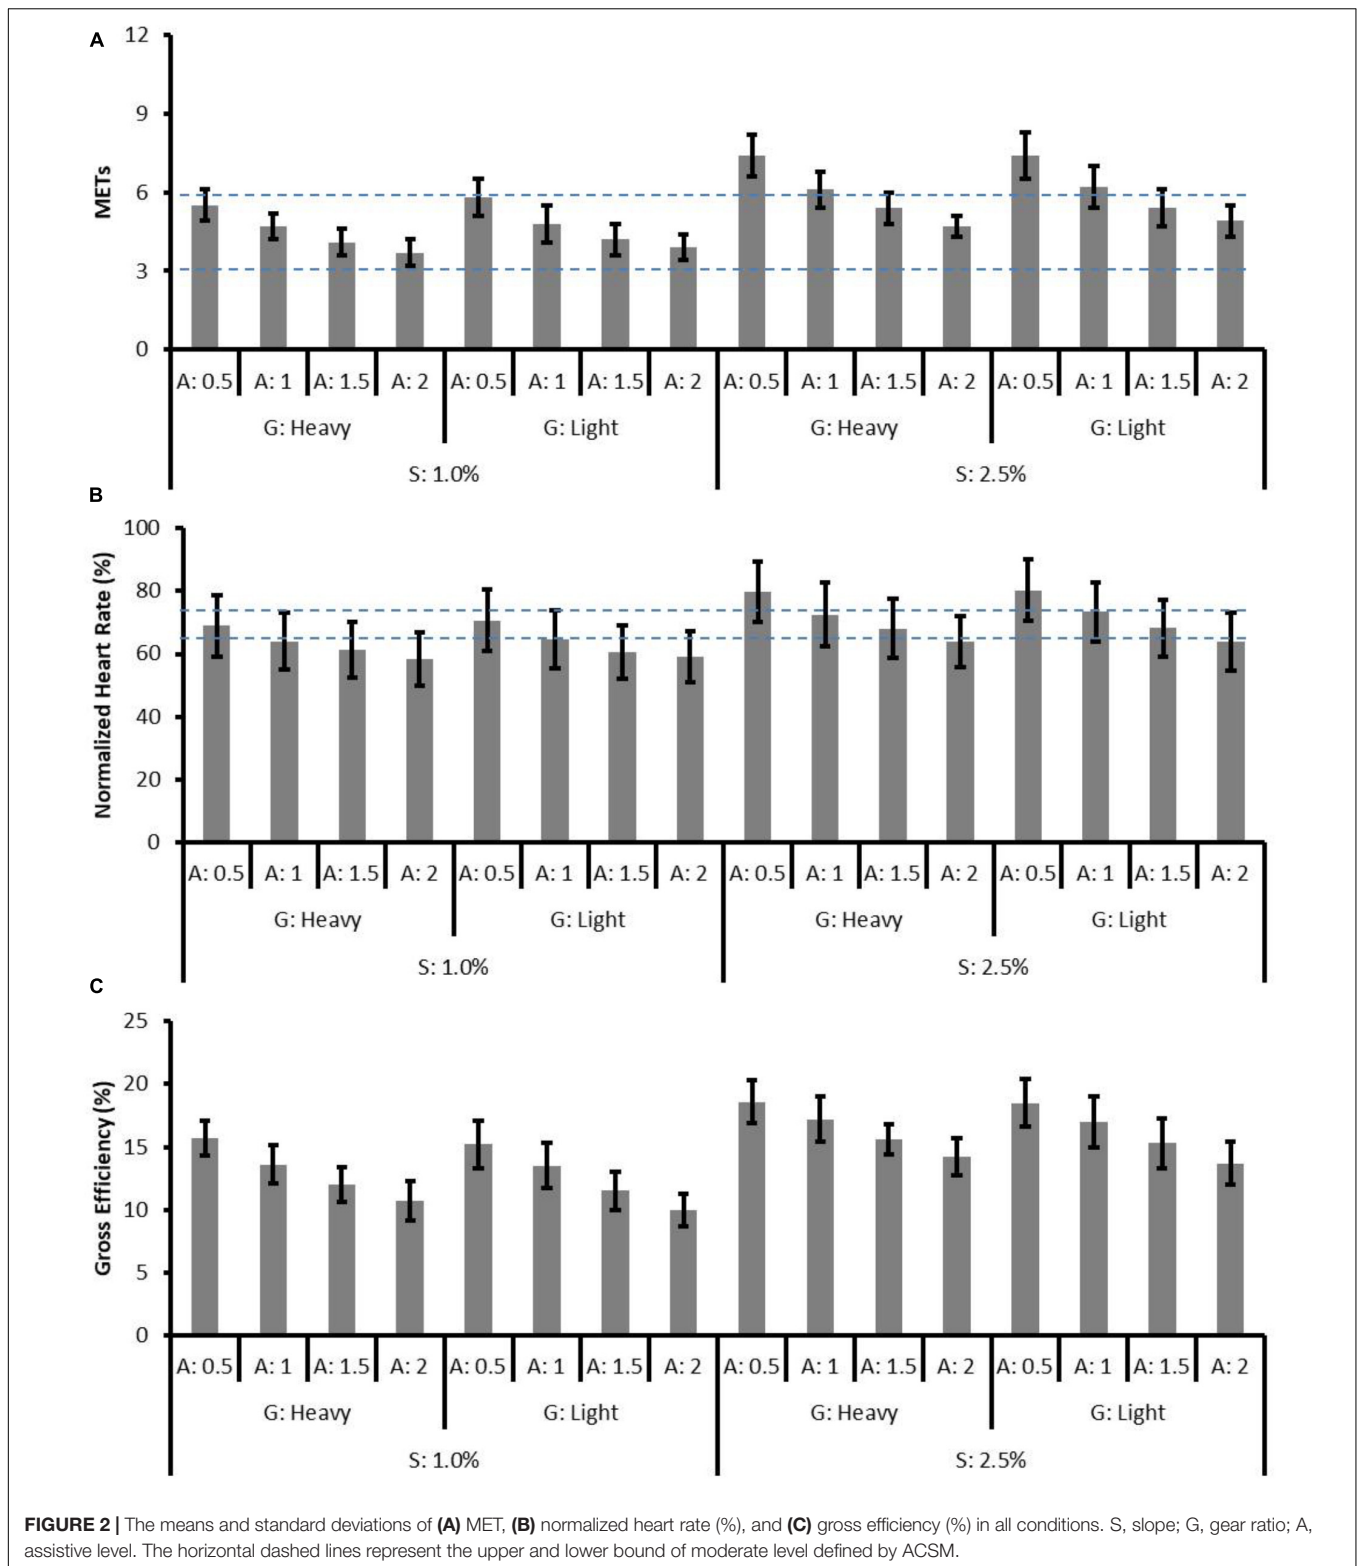 A
12
9
6
3
0
METs
A: 0.5 A: 1 A: 1.5 A: 2 A: 0.5 A: 1 A: 1.5 A: 2 A: 0.5 A: 1 A: 1.5 A: 2 A: 0.5 A: 1 A: 1.5 A: 2
G: Heavy G: Light G: Heavy G: Light
S: 1.0% S: 2.5%
B
100
80
60
40
20
0
Normalized Heart Rate (%)
A: 0.5 A: 1 A: 1.5 A: 2 A: 0.5 A: 1 A: 1.5 A: 2 A: 0.5 A: 1 A: 1.5 A: 2 A: 0.5 A: 1 A: 1.5 A: 2
G: Heavy G: Light G: Heavy G: Light
S: 1.0% S: 2.5%
C
25
20
15
10
5
0
Gross Efficiency (%)
A: 0.5 A: 1 A: 1.5 A: 2 A: 0.5 A: 1 A: 1.5 A: 2 A: 0.5 A: 1 A: 1.5 A: 2 A: 0.5 A: 1 A: 1.5 A: 2
G: Heavy G: Light G: Heavy G: Light
S: 1.0% S: 2.5%
FIGURE 2 | The means and standard deviations of (A) MET, (B) normalized heart rate (%), and (C) gross efficiency (%) in all conditions. S, slope; G, gear ratio; A,
assistive level. The horizontal dashed lines represent the upper and lower bound of moderate level defined by ACSM.